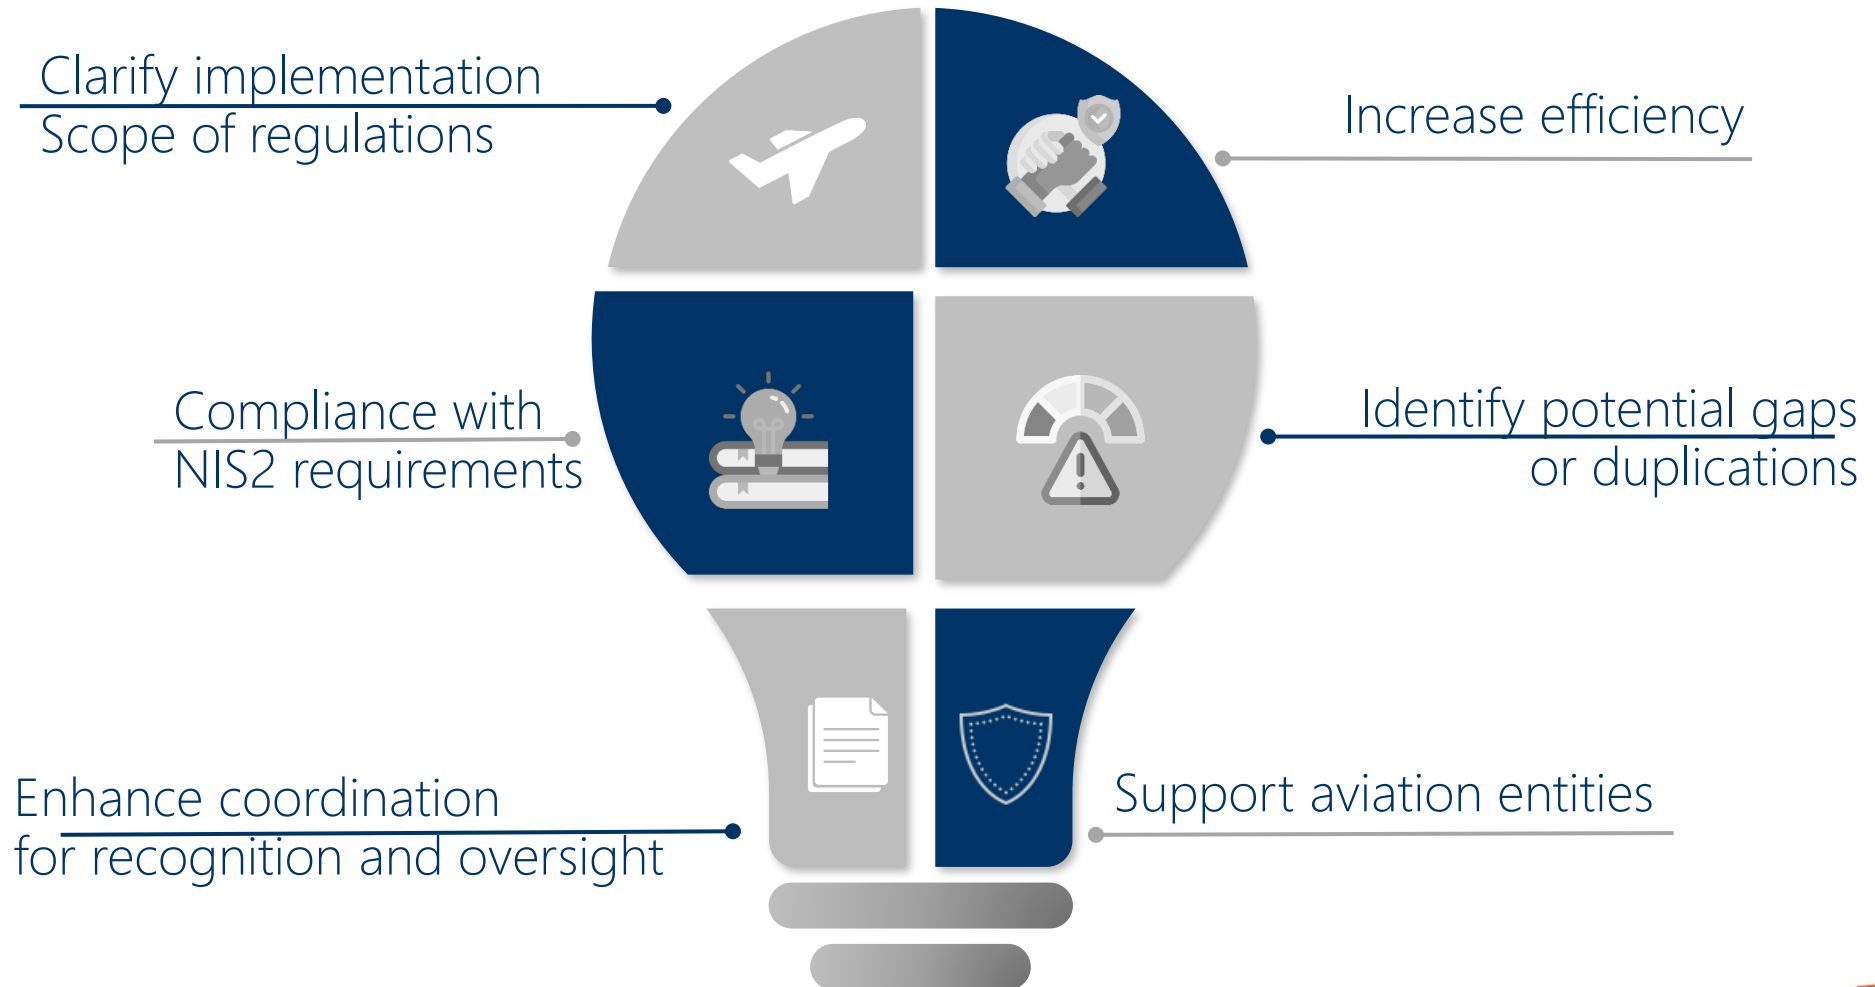 Clarify implementation
Scope of regulations
Increase efficiency
Compliance with
NIS2 requirements
Identify potential gaps
or duplications
Enhance coordination
for recognition and oversight
Support aviation entities